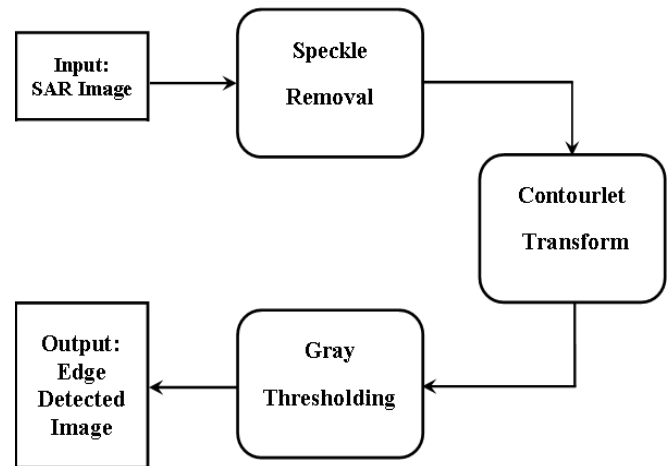 Input:
SAR Image
Speckle
Removal
Contourlet
Transform
Gray
Thresholding
Output:
Edge
Detected
Image